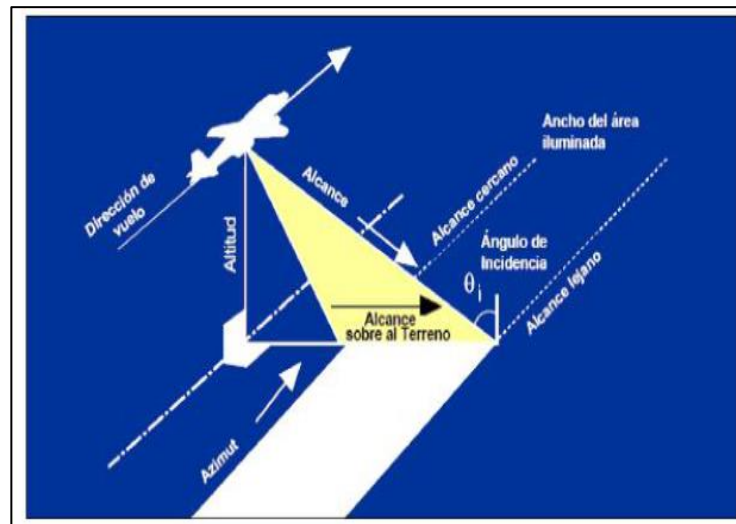 Ancho del área
iluminada
Alcance cercano
Alcance
Dirección de
vuelo
Altitud
Ángulo de
Incidencia
θi
Alcance lejano
Alcance
sobre al Terreno
Azimut